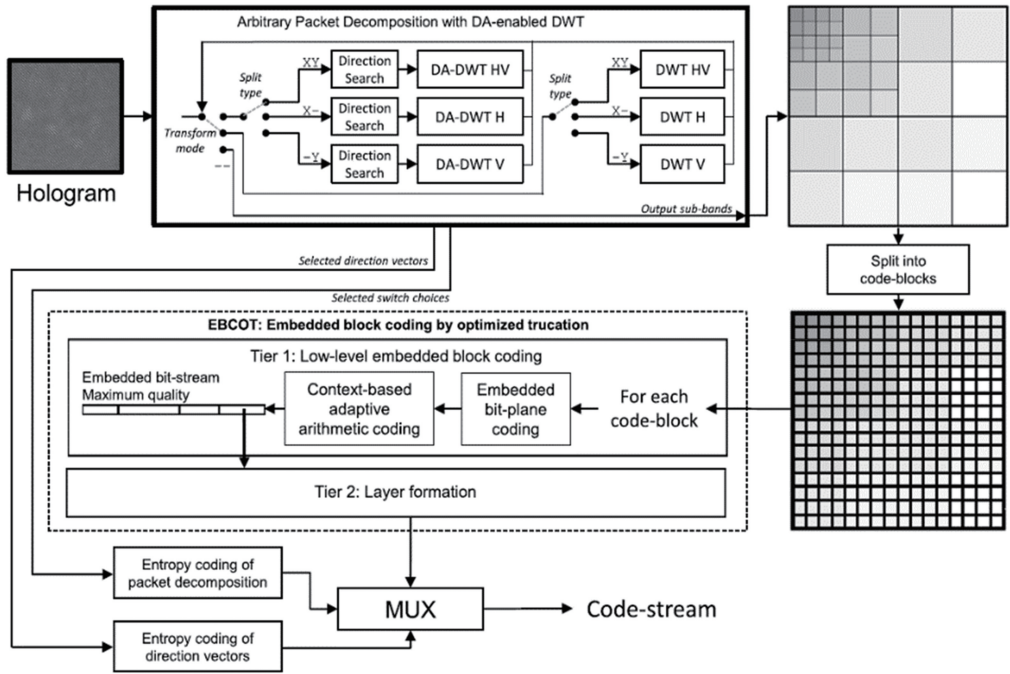 Arbitrary Packet Decomposition with DA-enabled DWT
Hologram
Transform
mode
--
Split
type
XY
X-
-Y
Direction
Search
DA-DWT HV
Direction
Search
DA-DWT H
Direction
Search
DA-DWT V
Split
type
XY
X-
-Y
DWT HV
DWT H
DWT V
Output sub-bands
Split into
code-blocks
Selected direction vectors
Selected switch choices
EBCOT: Embedded block coding by optimized trucation
Tier 1: Low-level embedded block coding
Embedded bit-stream
Maximum quality
Context-based
adaptive
arithmetic coding
Embedded
bit-plane
coding
For each
code-block
Tier 2: Layer formation
Entropy coding of
packet decomposition
Entropy coding of
direction vectors
MUX
Code-stream